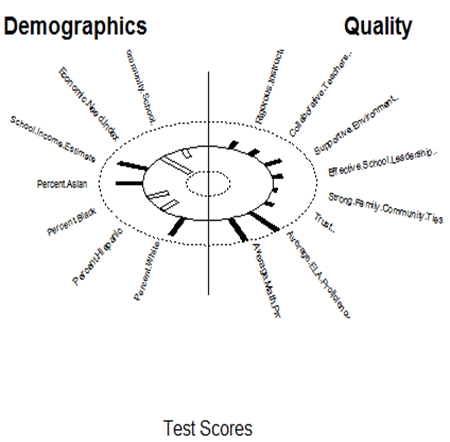 Demographics
Quality
ommunity.School.
Economic.Need.Index
School.Income.Estimate
Percent.Asian
Percent.Black
Percent.Hispanic
Percent.White
Rigorous.Instruct
Collaborative.Teachers..
Supportive.Environment..
Effective.School.Leadership..
Strong.Family.Community.Ties
Trust..
Average.ELA.Proficienc
Average.Math.Pr
Test Scores